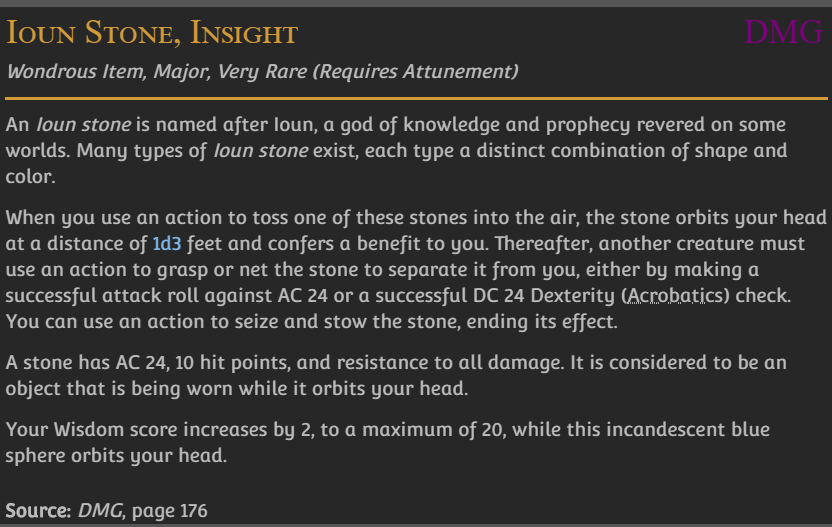 Ioun Stone, Insight DMG
Wondrous Item, Major, Very Rare (Requires Attunement)
An Ioun stone is named after Ioun, a god of knowledge and prophecy revered on some
worlds. Many types of Ioun stone exist, each type a distinct combination of shape and
color.
When you use an action to toss one of these stones into the air, the stone orbits your head
at a distance of 1d3 feet and confers a benefit to you. Thereafter, another creature must
use an action to grasp or net the stone to separate it from you, either by making a
successful attack roll against AC 24 or a successful DC 24 Dexterity (Acrobatics) check.
You can use an action to seize and stow the stone, ending its effect.
A stone has AC 24, 10 hit points, and resistance to all damage. It is considered to be an
object that is being worn while it orbits your head.
Your Wisdom score increases by 2, to a maximum of 20, while this incandescent blue
sphere orbits your head.
Source: DMG, page 176